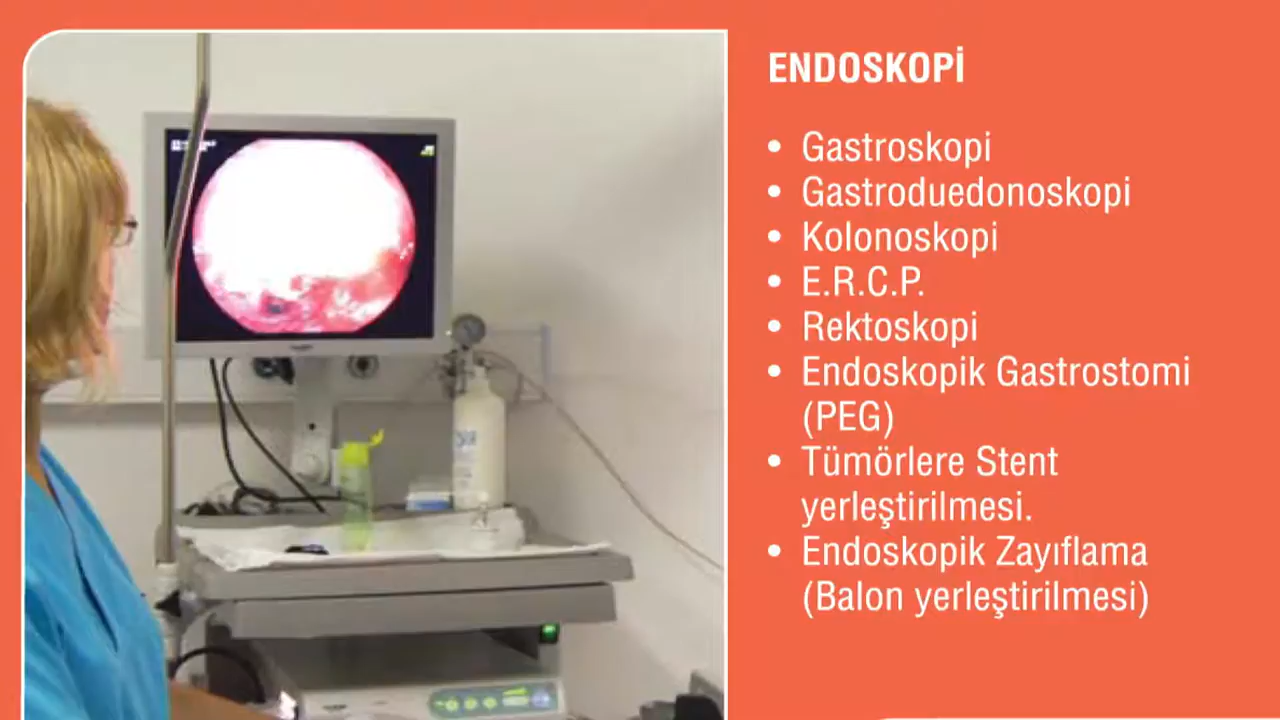 ENDOSKOPİ
• Gastroskopi
• Gastroduedonoskopi
• Kolonoskopi
• E.R.C.P.
• Rektoskopi
• Endoskopik Gastrostomi
(PEG)
• Tümörlere Stent
yerleştirilmesi.
• Endoskopik Zayıflama
(Balon yerleştirilmesi)